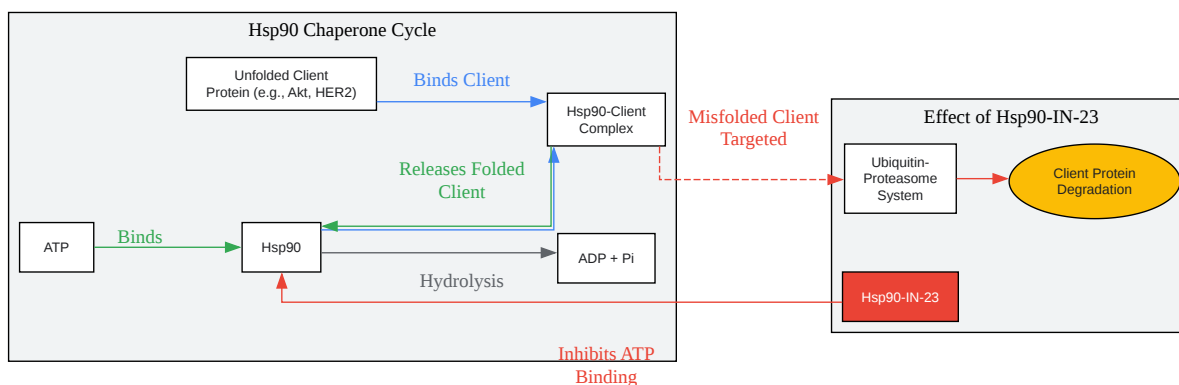 Hsp90 Chaperone Cycle
Unfolded Client
Protein (e.g., Akt, HER2)
Binds Client
Hsp90-Client
Complex
Misfolded Client
Targeted
Effect of Hsp90-IN-23
Ubiquitin-
Proteasome
System
Client Protein
Degradation
Releases Folded
Client
ATP
Binds
Hsp90
ADP + Pi
Hydrolysis
Hsp90-IN-23
Inhibits ATP
Binding